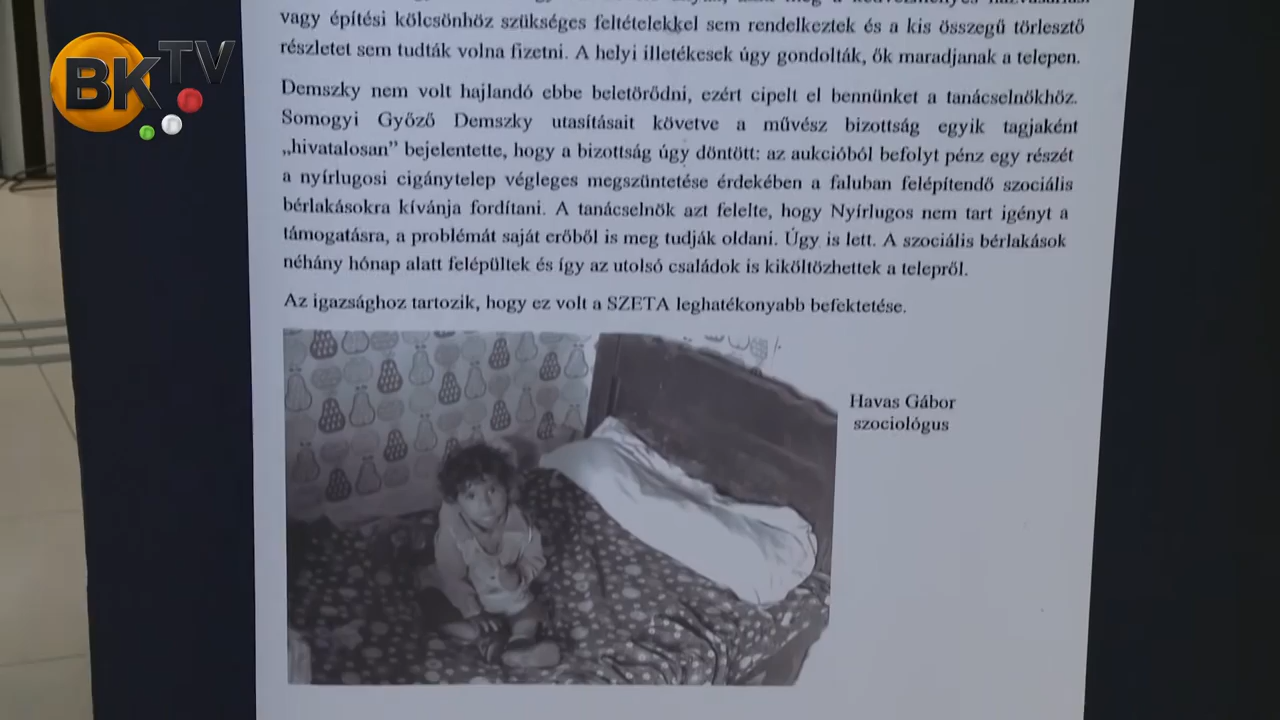 BKTV
vagy építési kölcsönhöz szükséges feltételekkel sem rendelkeztek és a kis összegű törlesztő
részletet sem tudták volna fizetni. A helyi illetékesek úgy gondolták, ők maradjanak a telepen.
Demszky nem volt hajlandó ebbe beletörődni, ezért cipelt el bennünket a tanácselnökhöz.
Somogyi Győző Demszky utasításait követve a művész bizottság egyik tagjaként
„hivatalosan” bejelentette, hogy a bizottság úgy döntött: az aukcióból befolyt pénz egy részét
a nyírlugosi cigánytelep végleges megszüntetése érdekében a faluban felépítendő szociális
bérlakásokra kívánja fordítani. A tanácselnök azt felelte, hogy Nyírlugos nem tart igényt a
támogatásra, a problémát saját erőből is meg tudják oldani. Úgy is lett. A szociális bérlakások
néhány hónap alatt felépültek és így az utolsó családok is kiköltözhettek a telepről.
Az igazsághoz tartozik, hogy ez volt a SZETA leghatékonyabb befektetése.
Havas Gábor
szociológus